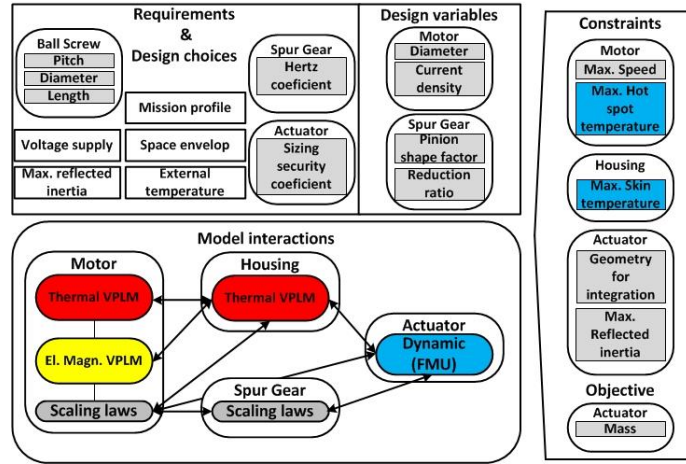 Requirements
&
Design choices
Ball Screw
Pitch
Diameter
Length
Spur Gear
Hertz
coeficient
Mission profile
Voltage supply
Space envelop
Max. reflected
inertia
External
temperature
Actuator
Sizing
security
coeficient
Design variables
Motor
Diameter
Current
density
Spur Gear
Pinion
shape factor
Reduction
ratio
Model interactions
Motor
Thermal VPLM
El. Magn. VPLM
Scaling laws
Housing
Thermal VPLM
Spur Gear
Scaling laws
Actuator
Dynamic
(FMU)
Constraints
Motor
Max. Speed
Max. Hot
spot
temperature
Housing
Max. Skin
temperature
Actuator
Geometry
for
integration
Max.
Reflected
inertia
Objective
Actuator
Mass